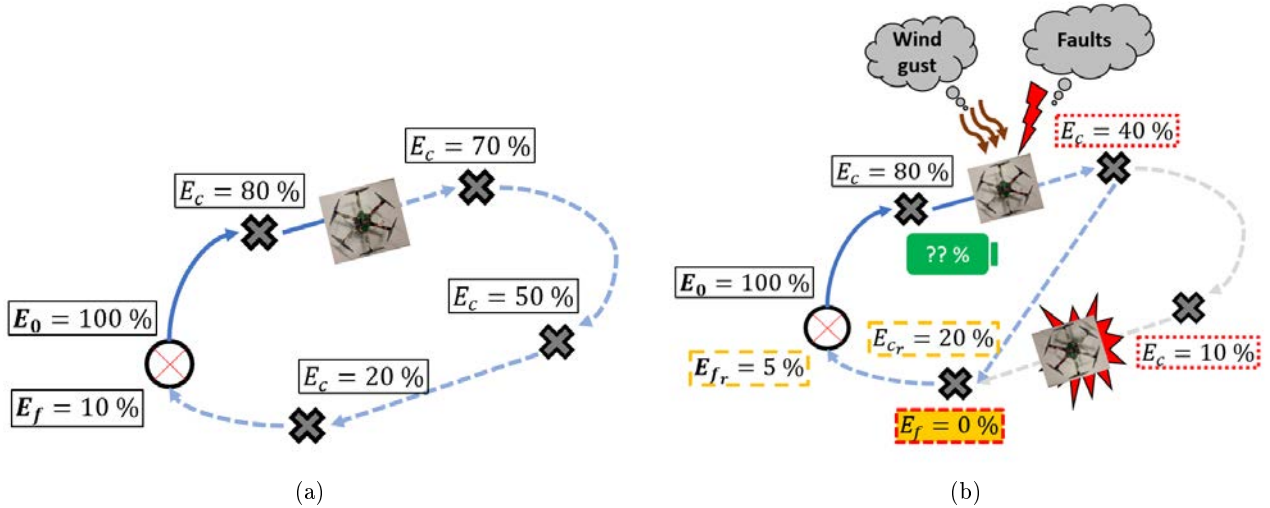 E_c = 70 %
E_c = 80 %
E_c = 50 %
E_0 = 100 %
E_c = 20 %
E_f = 10 %
(a)
Wind
gust
Faults
E_c = 40 %
E_c = 80 %
?? %
E_0 = 100 %
E_{c_r} = 20 %
E_c = 10 %
E_{f_r} = 5 %
E_f = 0 %
(b)